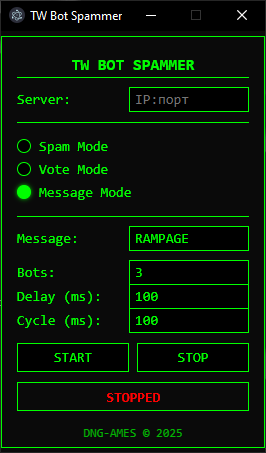 TW Bot Spammer
TW BOT SPAMMER
Server: IP:порт
Spam Mode
Vote Mode
Message Mode
Message: RAMPAGE
Bots: 3
Delay (ms): 100
Cycle (ms): 100
START STOP
STOPPED
DNG-AMES © 2025